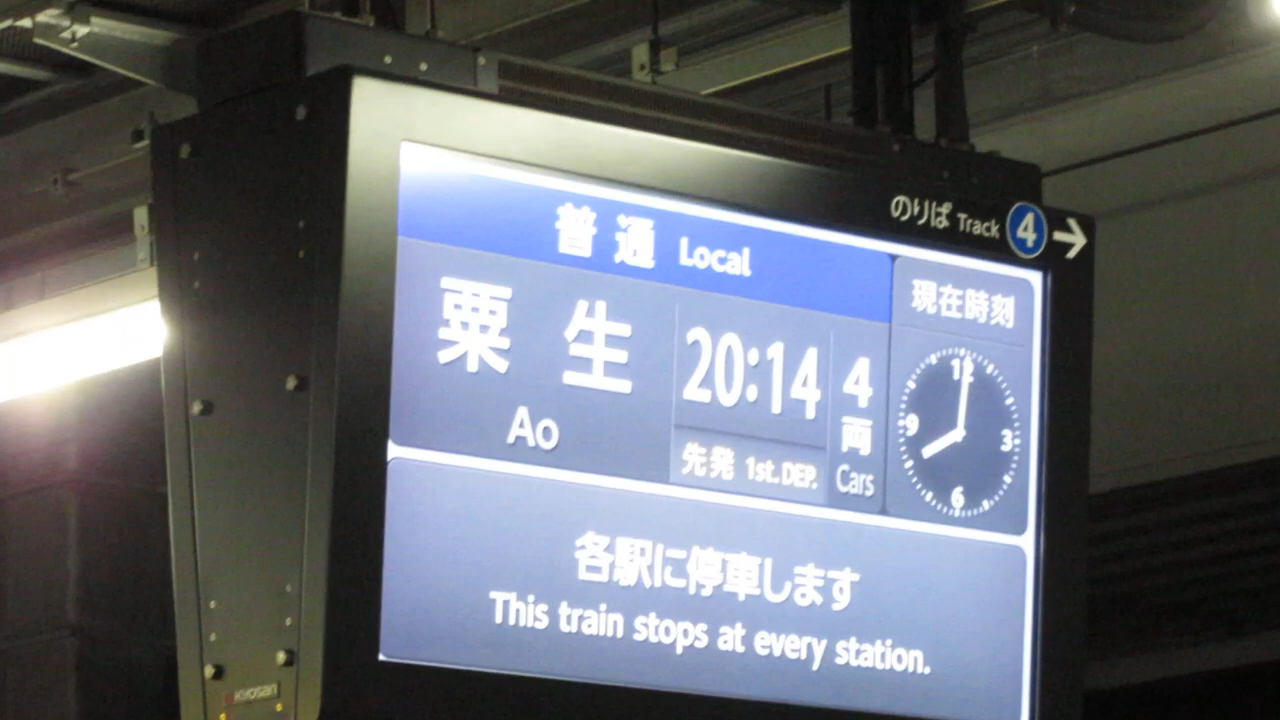 のりば Track 4 →
普通 Local
現在時刻
粟生
Ao
20:14
先発 1st. DEP.
4
両
Cars
12
9
3
6
各駅に停車します
This train stops at every station.
KYOSAN